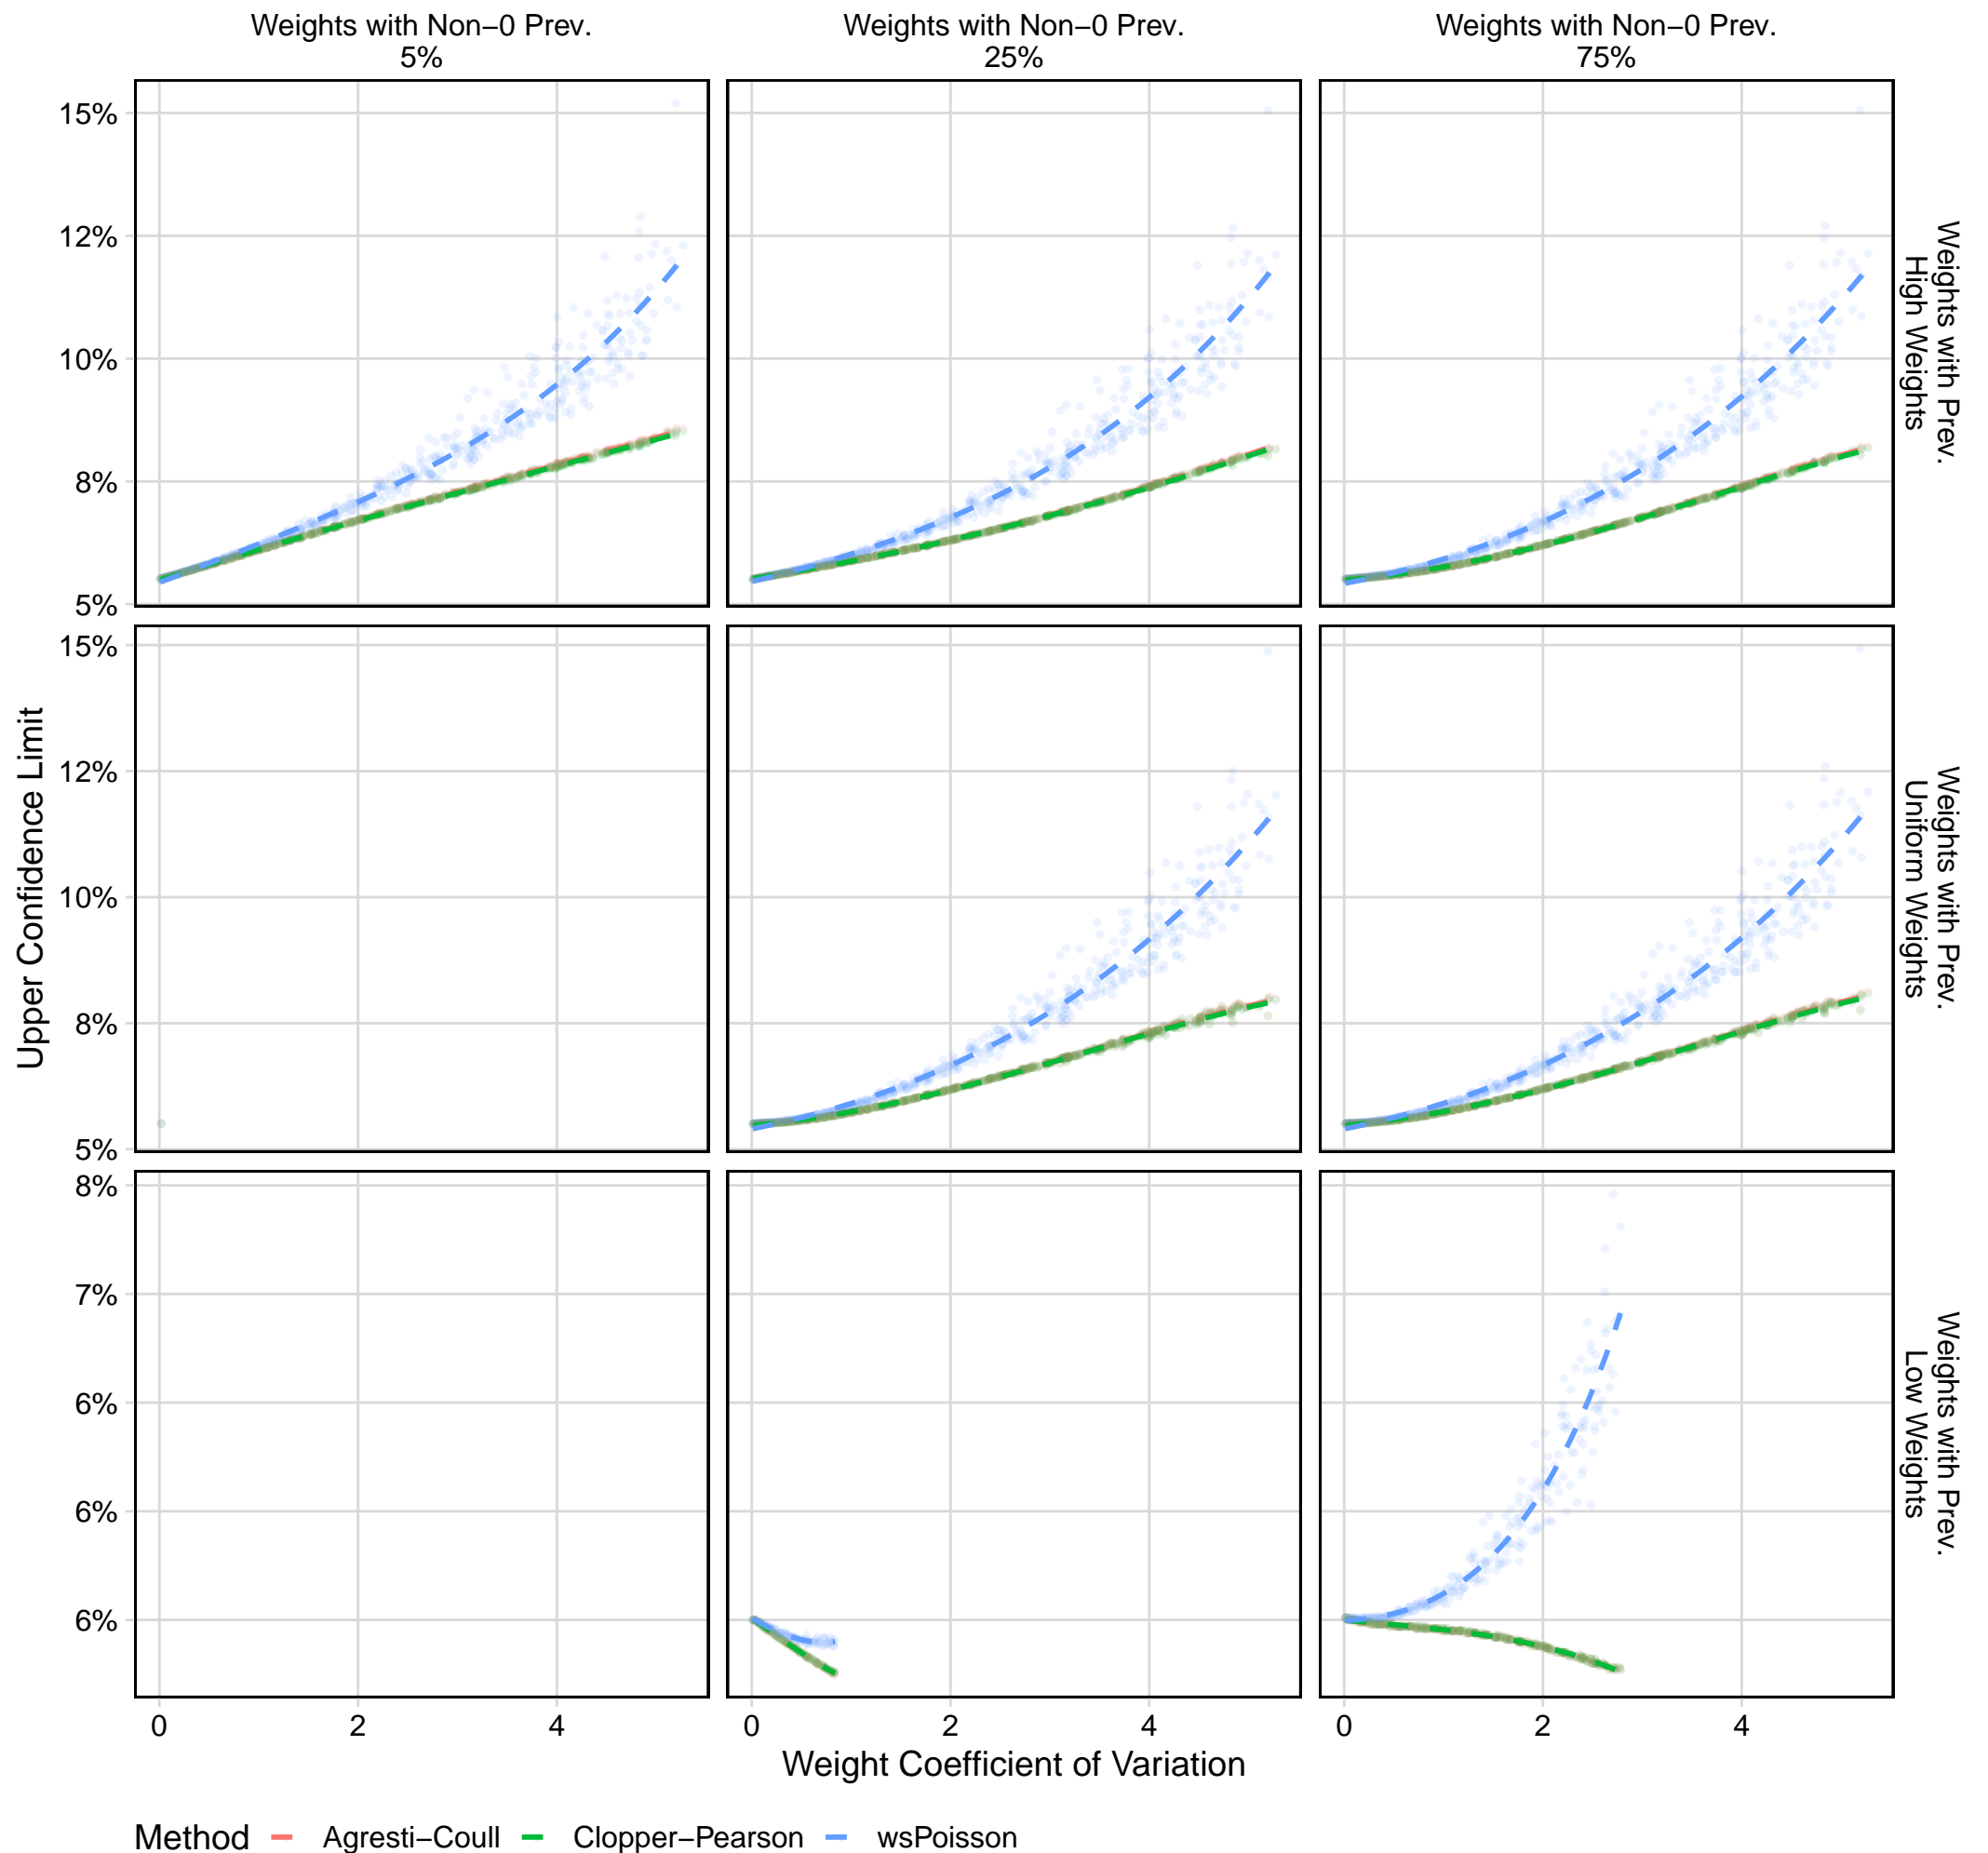 Weights with Non−0 Prev.
5%
Weights with Non−0 Prev.
25%
Weights with Non−0 Prev.
75%
15%
12%
10%
8%
5%
Weights with Prev.
High Weights
15%
12%
10%
8%
5%
Weights with Prev.
Uniform Weights
Upper Confidence Limit
8%
7%
6%
6%
6%
Weights with Prev.
Low Weights
0 2 4 0 2 4 0 2 4
Weight Coefficient of Variation
Method Agresti−Coull Clopper−Pearson wsPoisson